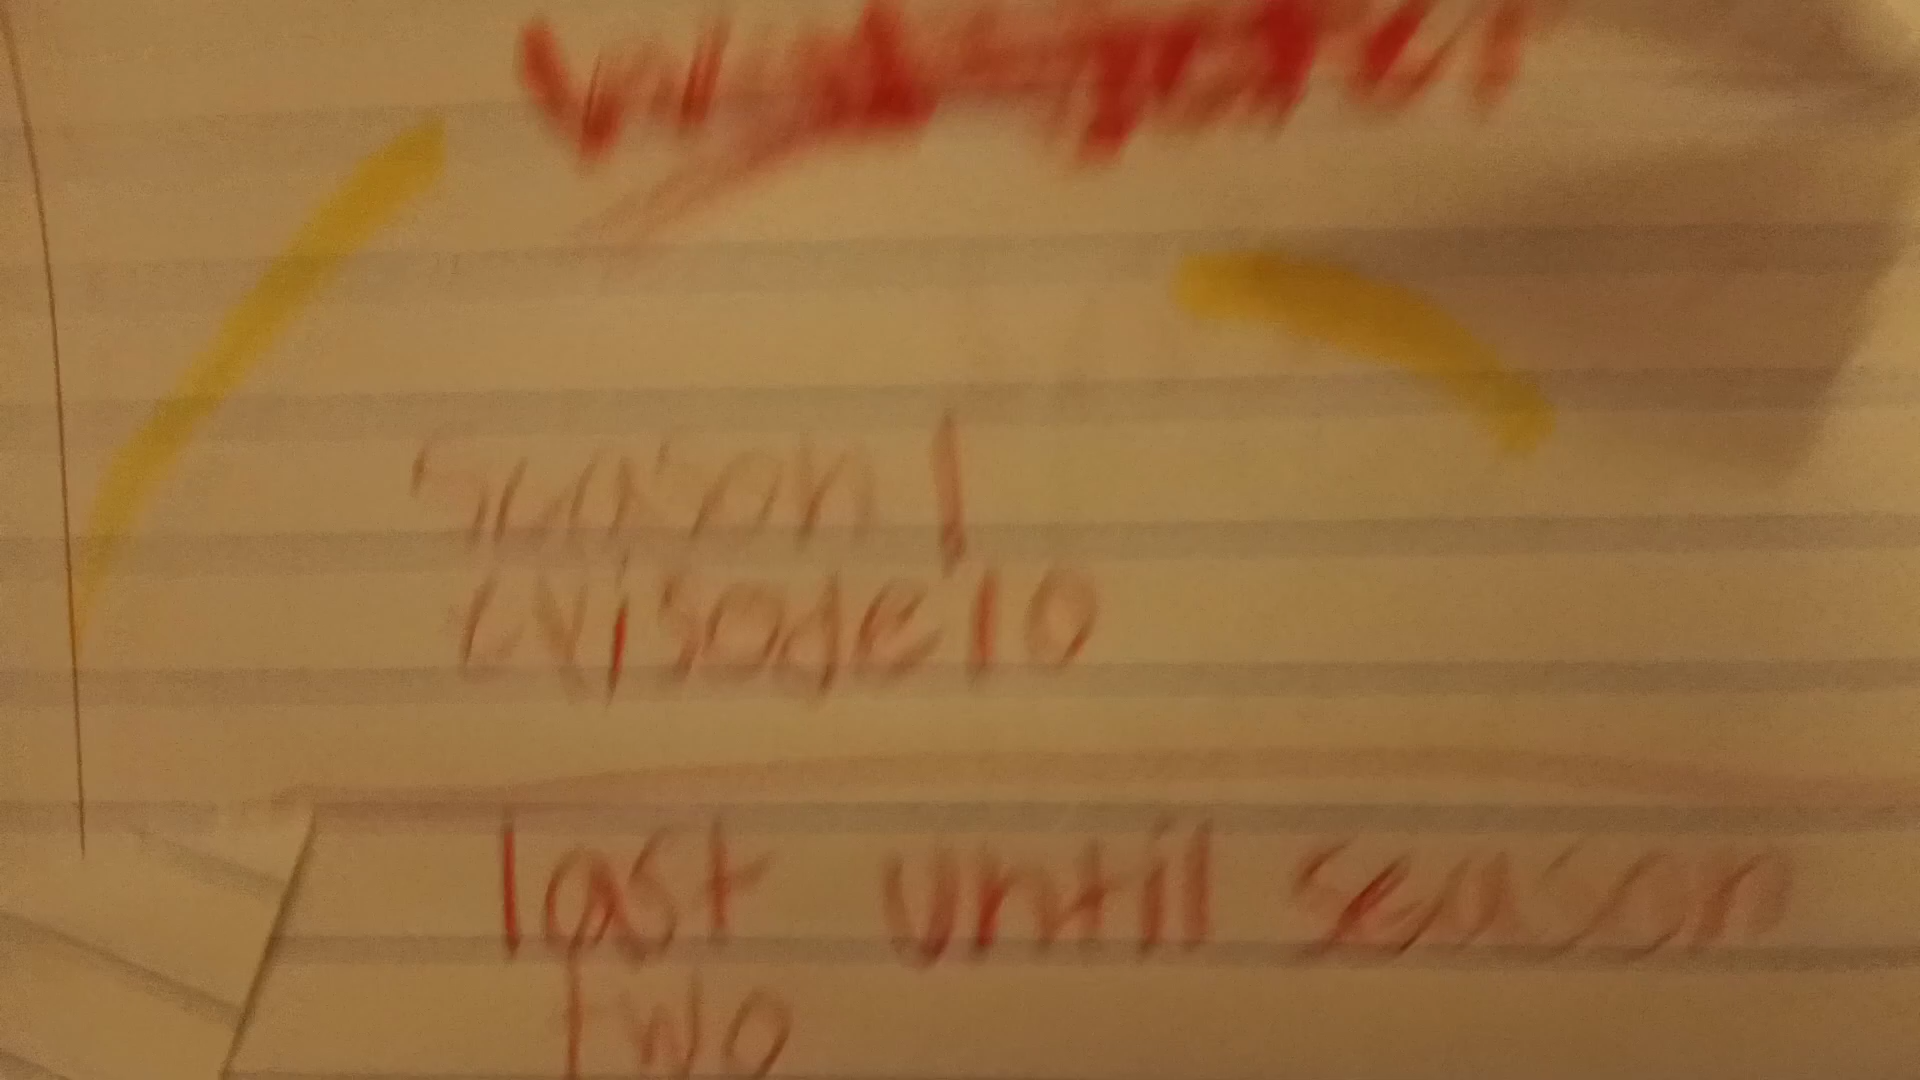 season 1
episode 10
last until season
Two